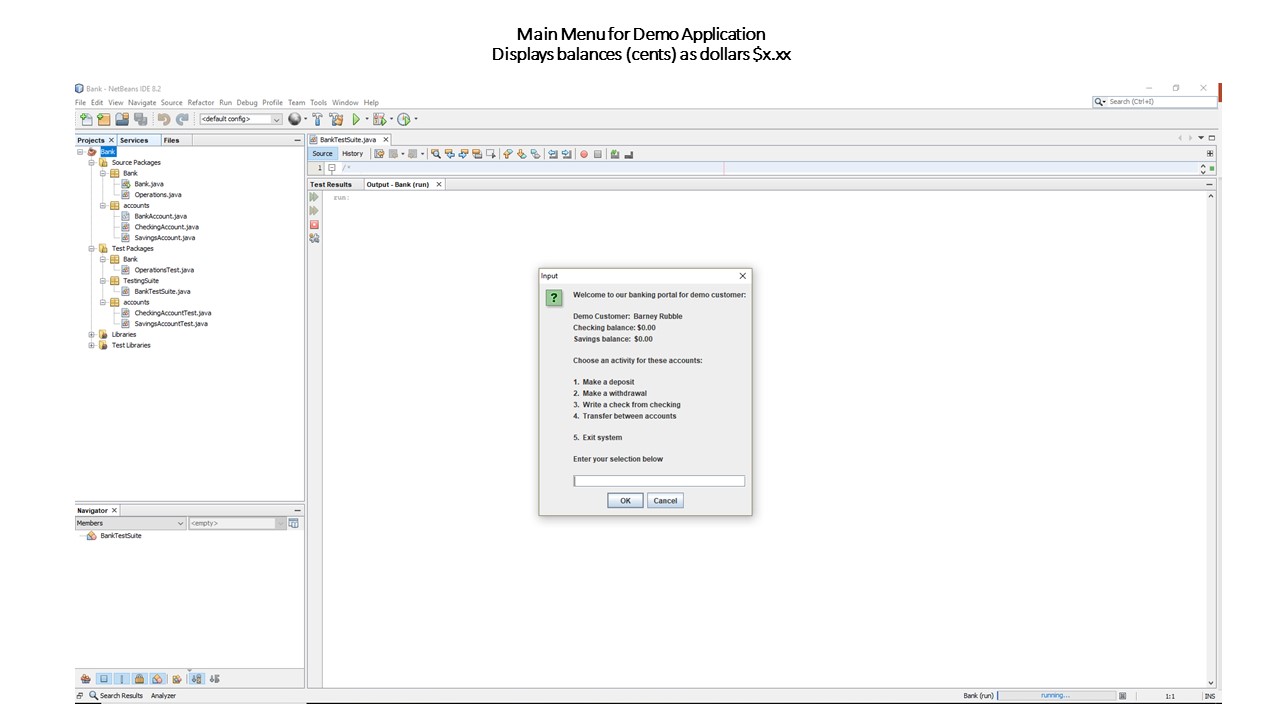 Main Menu for Demo Application
Displays balances (cents) as dollars $x.xx
Bank - NetBeans IDE 8.2
File Edit View Navigate Source Refactor Run Debug Profile Team Tools Window Help
Search (Ctrl+I)
<default config>
Projects Services Files
Bank
Source Packages
Bank
Bank.java
Operations.java
accounts
BankAccount.java
CheckingAccount.java
SavingsAccount.java
Test Packages
Bank
OperationsTest.java
TestingSuite
BankTestSuite.java
accounts
CheckingAccountTest.java
SavingsAccountTest.java
Libraries
Test Libraries
BankTestSuite.java
Source History
1 /*
Test Results Output - Bank (run)
run:
Input
?
Welcome to our banking portal for demo customer:
Demo Customer: Barney Rubble
Checking balance: $0.00
Savings balance: $0.00
Choose an activity for these accounts:
1. Make a deposit
2. Make a withdrawal
3. Write a check from checking
4. Transfer between accounts
5. Exit system
Enter your selection below
OK Cancel
Navigator
Members <empty>
BankTestSuite
Search Results Analyzer
Bank (run) running... 1:1 INS